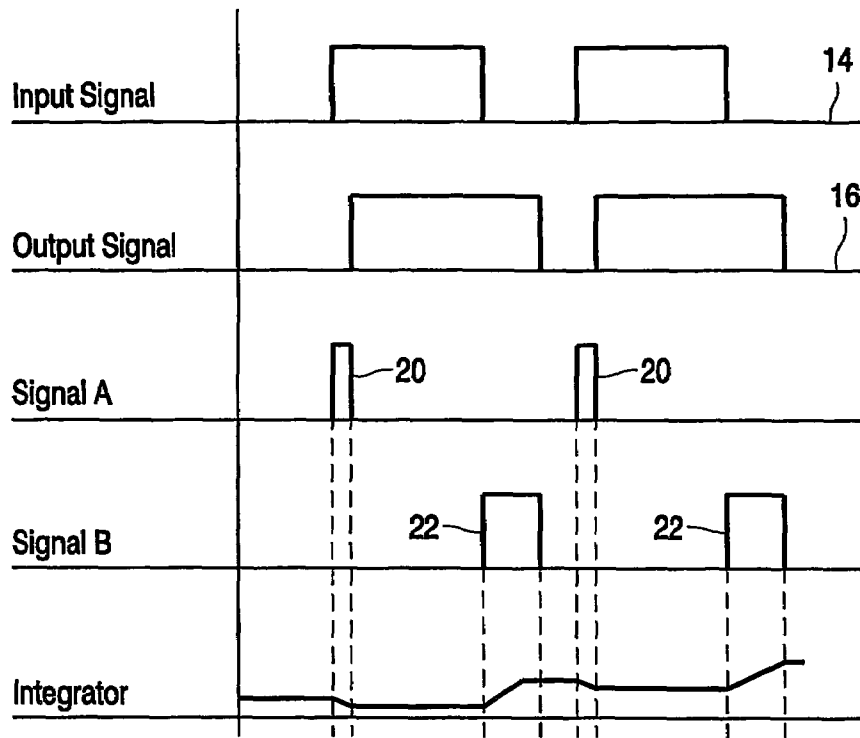 Input Signal
14
Output Signal
16
Signal A
20
20
Signal B
22
22
Integrator